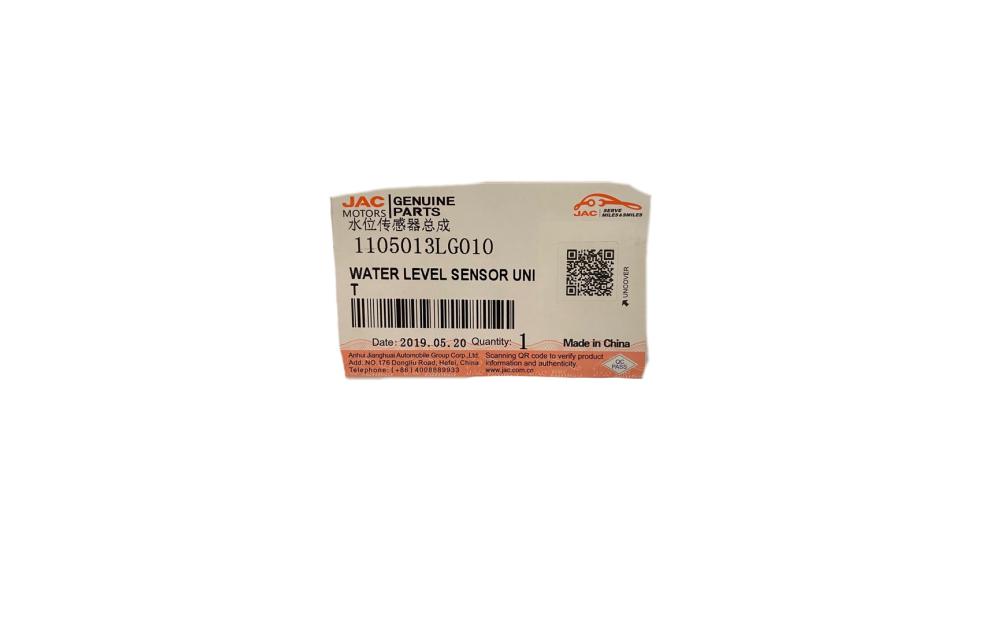 JAC MOTORS GENUINE PARTS
JAC SERVE MILES & SMILES
水位传感器总成
1105013LG010
WATER LEVEL SENSOR UNI
T
UNCOVER
Date: 2019.05.20 Quantity: 1 Made in China
Anhui Jianghuai Automobile Group Corp.,Ltd.
Add: NO.176 Dongliu Road, Hefei, China
Telephone: (+86) 4008889933
Scanning QR code to verify product
information and authenticity.
www.jac.com.cn
QC
PASS